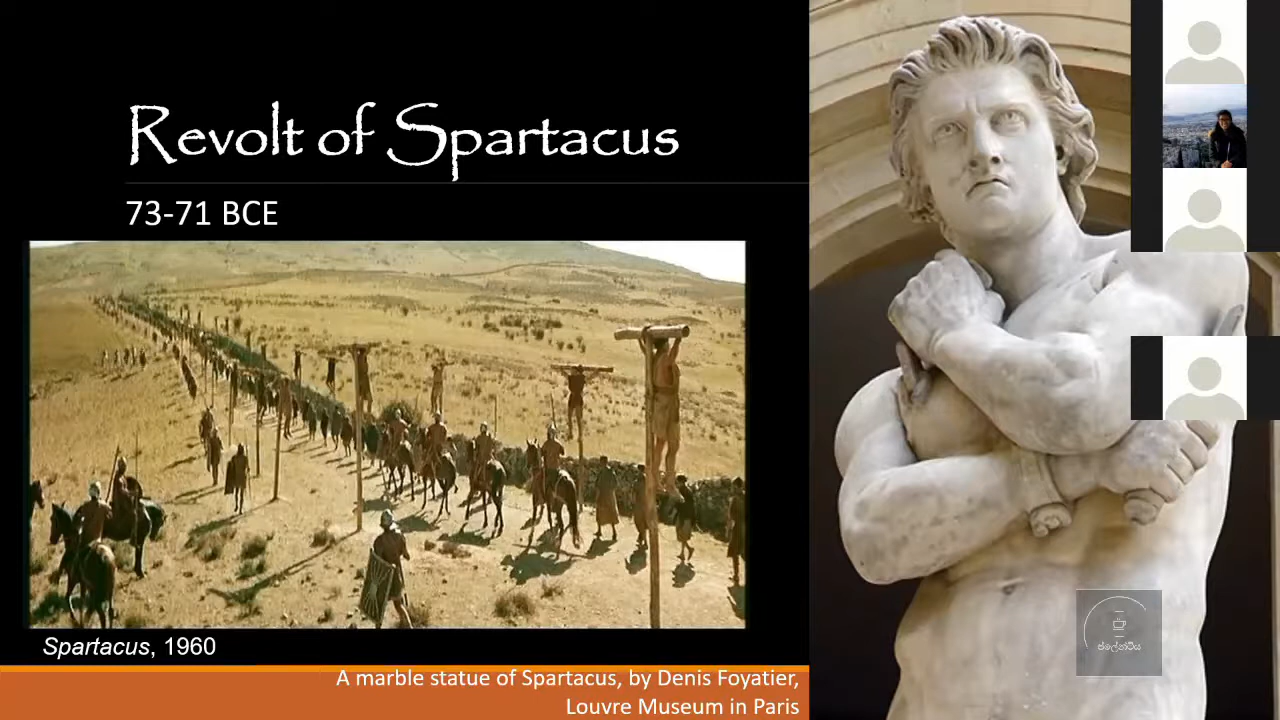 Revolt of Spartacus
73-71 BCE
Spartacus, 1960
A marble statue of Spartacus, by Denis Foyatier,
Louvre Museum in Paris